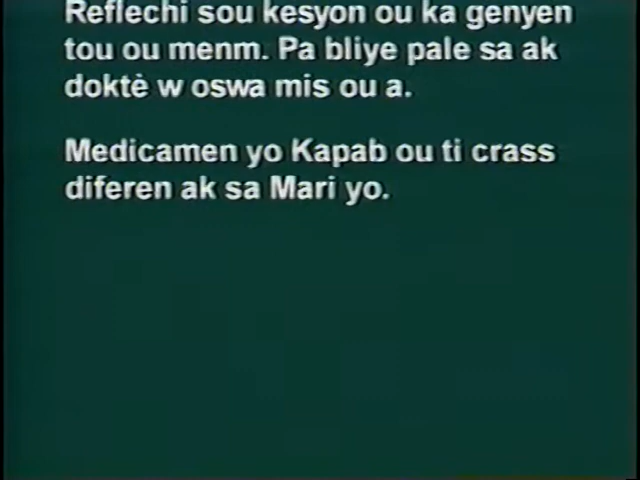 Reflechi sou kesyon ou ka genyen
tou ou menm. Pa bliye pale sa ak
doktè w oswa mis ou a.
Medicamen yo Kapab ou ti crass
diferen ak sa Mari yo.